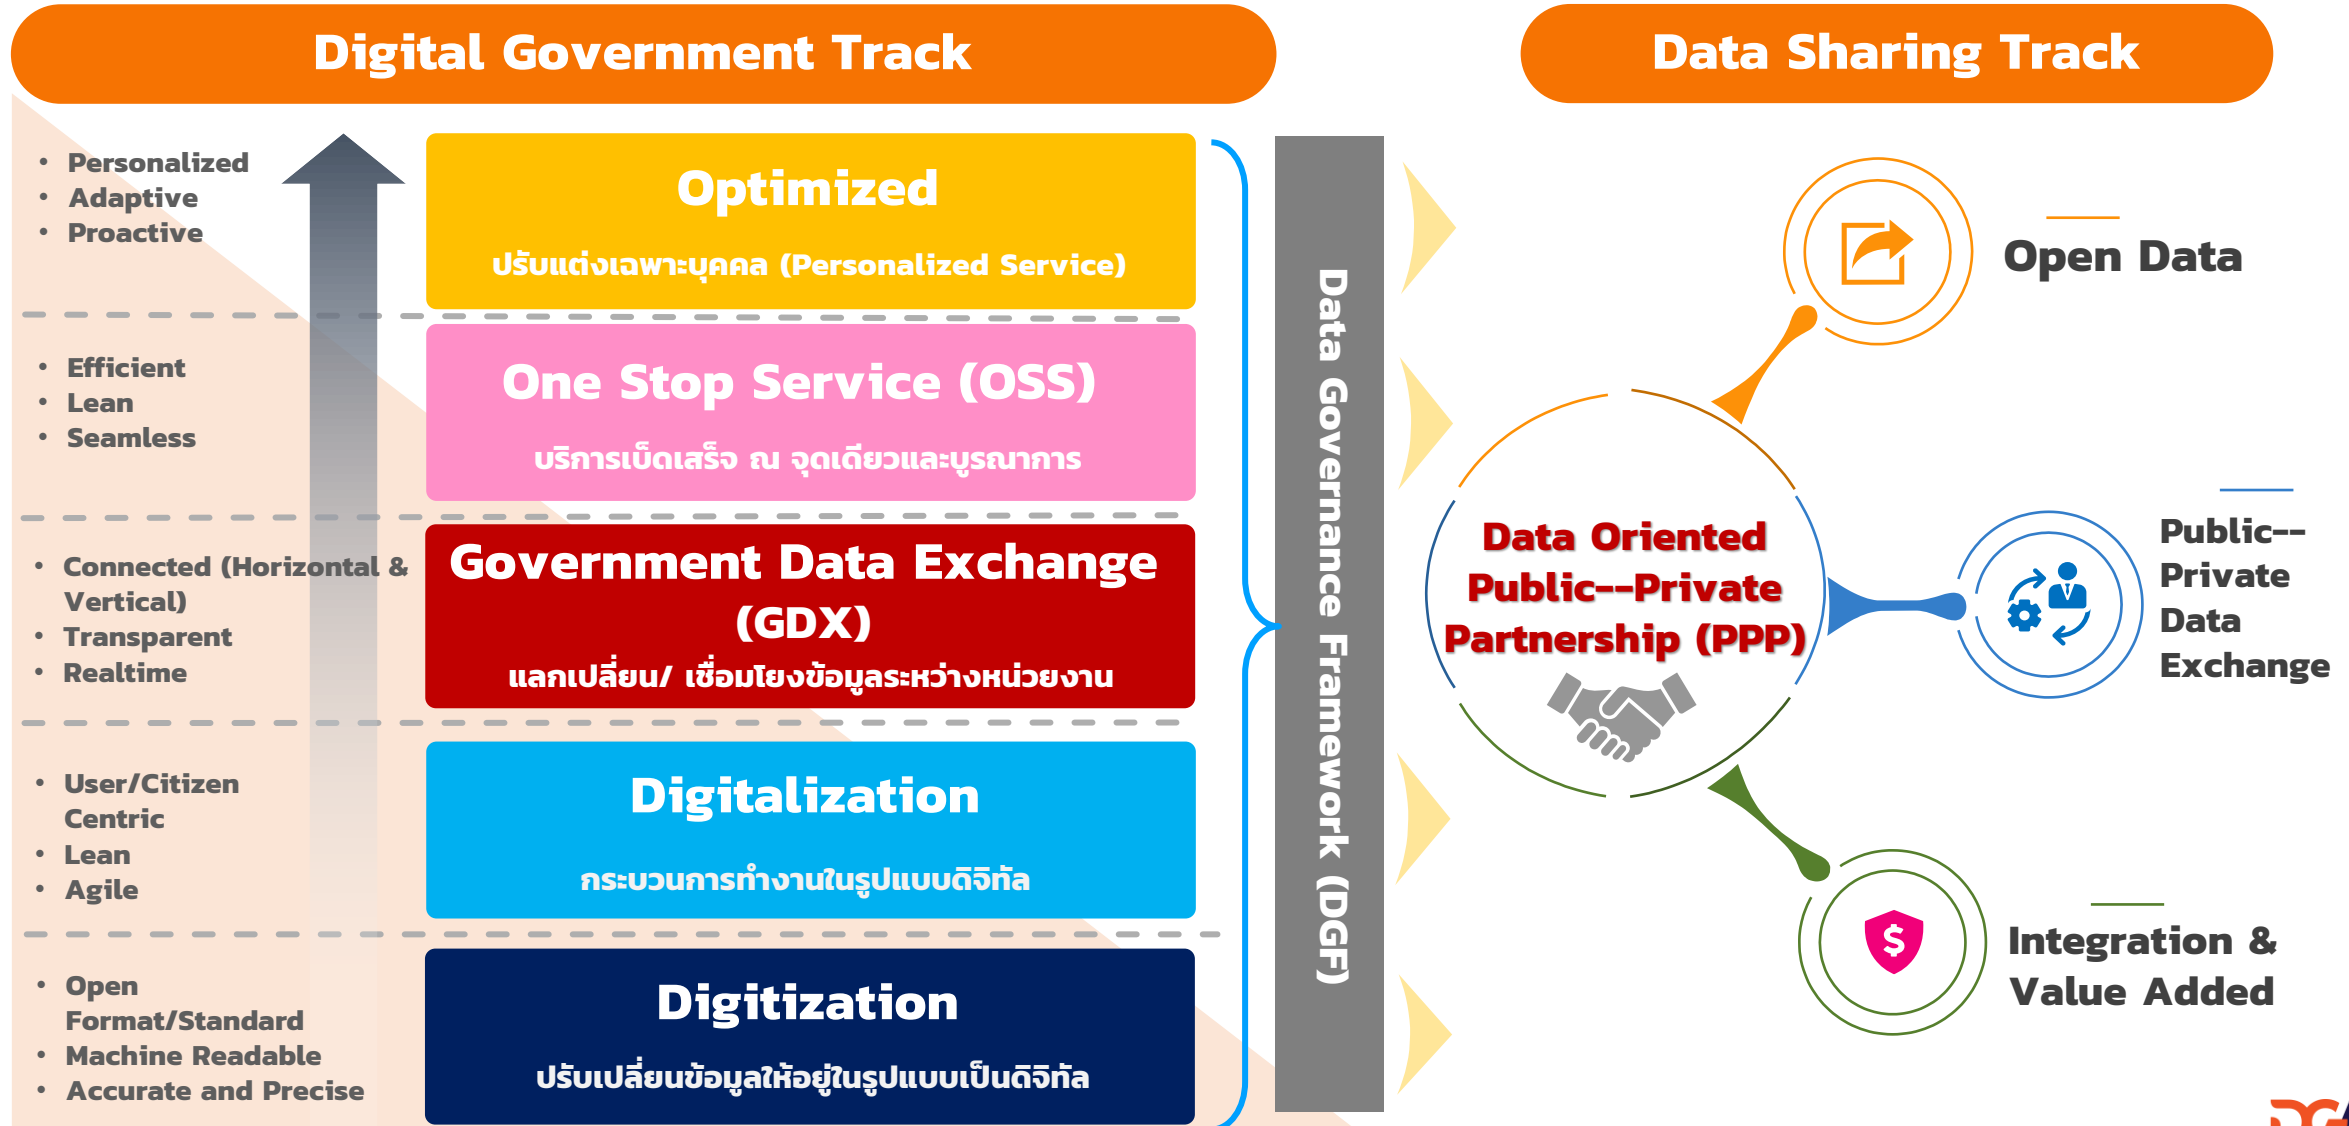 Digital Government Track
Data Sharing Track
• Personalized
• Adaptive
• Proactive
Optimized
ปรับแต่งเฉพาะบุคคล (Personalized Service)
• Efficient
• Lean
• Seamless
One Stop Service (OSS)
บริการเบ็ดเสร็จ ณ จุดเดียวและบูรณาการ
• Connected (Horizontal &
Vertical)
• Transparent
• Realtime
Government Data Exchange
(GDX)
แลกเปลี่ยน/ เชื่อมโยงข้อมูลระหว่างหน่วยงาน
• User/Citizen
Centric
• Lean
• Agile
Digitalization
กระบวนการทำงานในรูปแบบดิจิทัล
• Open
Format/Standard
• Machine Readable
• Accurate and Precise
Digitization
ปรับเปลี่ยนข้อมูลให้อยู่ในรูปแบบเป็นดิจิทัล
Data Governance Framework (DGF)
Data Oriented
Public--Private
Partnership (PPP)
Open Data
Public--
Private
Data
Exchange
$
Integration &
Value Added